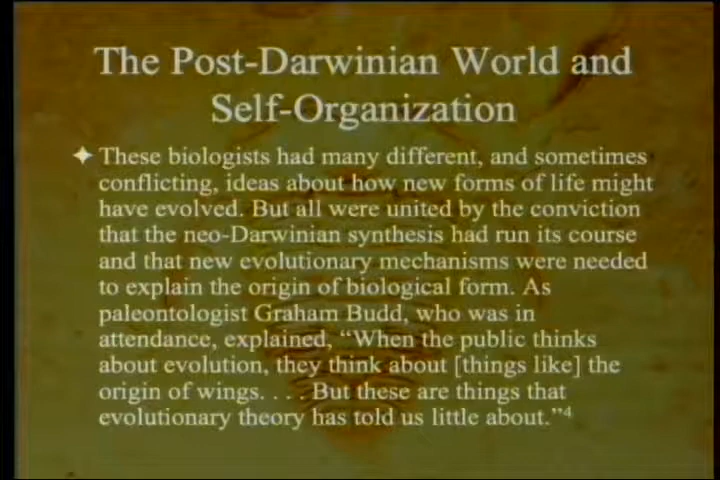 The Post-Darwinian World and
Self-Organization
These biologists had many different, and sometimes
conflicting, ideas about how new forms of life might
have evolved. But all were united by the conviction
that the neo-Darwinian synthesis had run its course
and that new evolutionary mechanisms were needed
to explain the origin of biological form. As
paleontologist Graham Budd, who was in
attendance, explained, “When the public thinks
about evolution, they think about [things like] the
origin of wings. . . . But these are things that
evolutionary theory has told us little about.”⁴